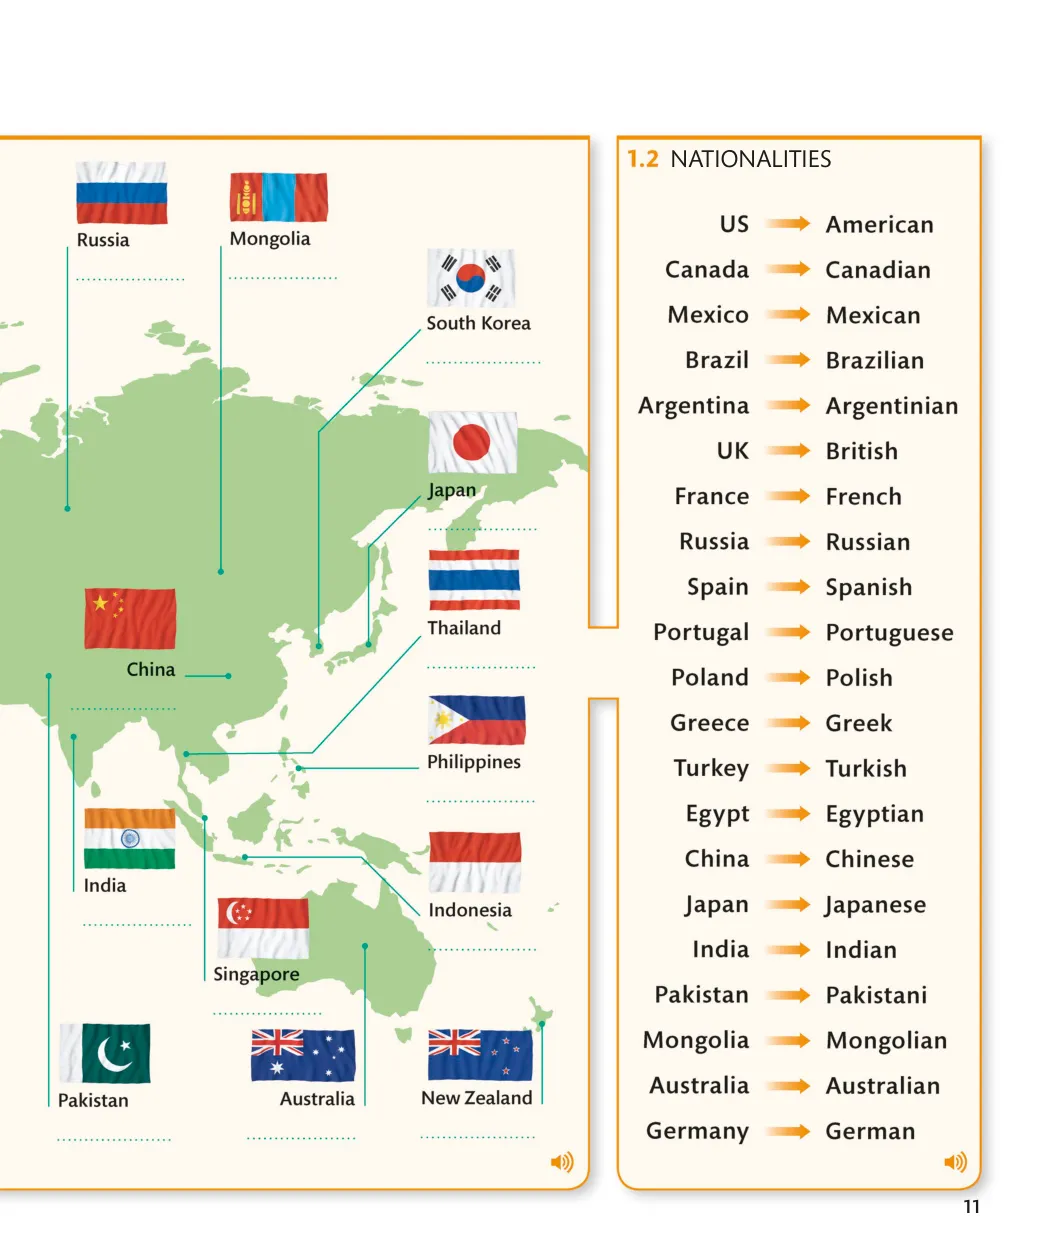 Russia
Mongolia
South Korea
Japan
Thailand
China
Philippines
India
Indonesia
Singapore
Pakistan
Australia
New Zealand
1.2 NATIONALITIES
US American
Canada Canadian
Mexico Mexican
Brazil Brazilian
Argentina Argentinian
UK British
France French
Russia Russian
Spain Spanish
Portugal Portuguese
Poland Polish
Greece Greek
Turkey Turkish
Egypt Egyptian
China Chinese
Japan Japanese
India Indian
Pakistan Pakistani
Mongolia Mongolian
Australia Australian
Germany German
11